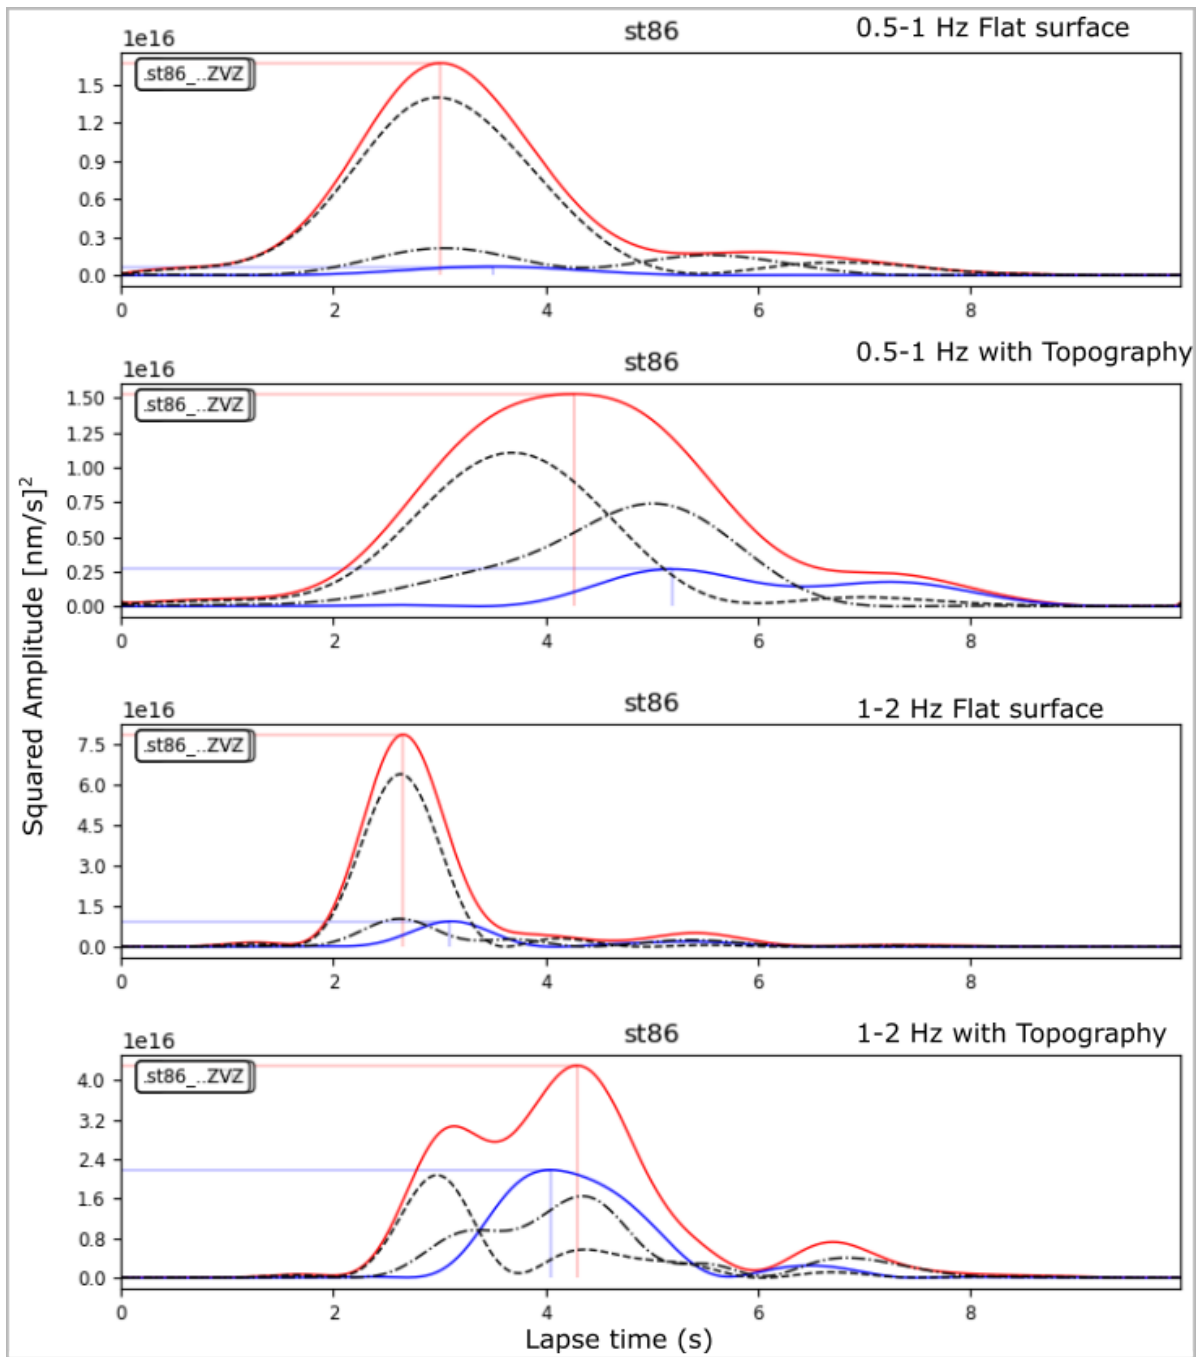 st86
0.5-1 Hz Flat surface
1e16
.st86_..ZVZ
1.5
1.2
0.9
0.6
0.3
0.0
0 2 4 6 8
st86
0.5-1 Hz with Topography
1e16
.st86_..ZVZ
1.50
1.25
1.00
0.75
0.50
0.25
0.00
0 2 4 6 8
st86
1-2 Hz Flat surface
1e16
.st86_..ZVZ
7.5
6.0
4.5
3.0
1.5
0.0
0 2 4 6 8
st86
1-2 Hz with Topography
1e16
.st86_..ZVZ
4.0
3.2
2.4
1.6
0.8
0.0
0 2 4 6 8
Lapse time (s)
Squared Amplitude [nm/s]²